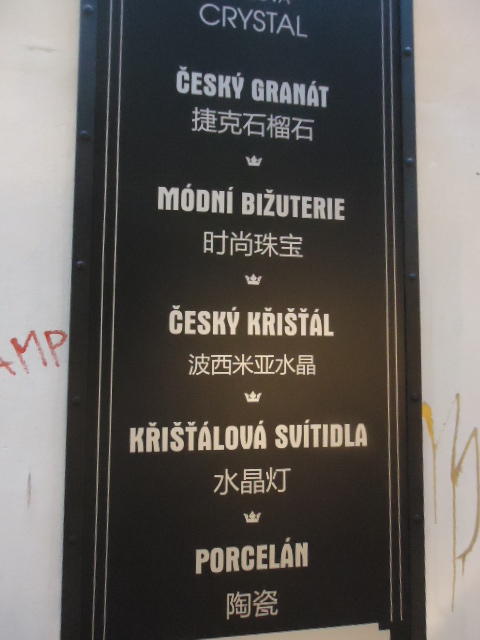 CRYSTAL
ČESKÝ GRANÁT
捷克石榴石
MÓDNÍ BIŽUTERIE
时尚珠宝
ČESKÝ KŘIŠŤÁL
波西米亚水晶
KŘIŠŤÁLOVÁ SVÍTIDLA
水晶灯
PORCELÁN
陶瓷
AMP